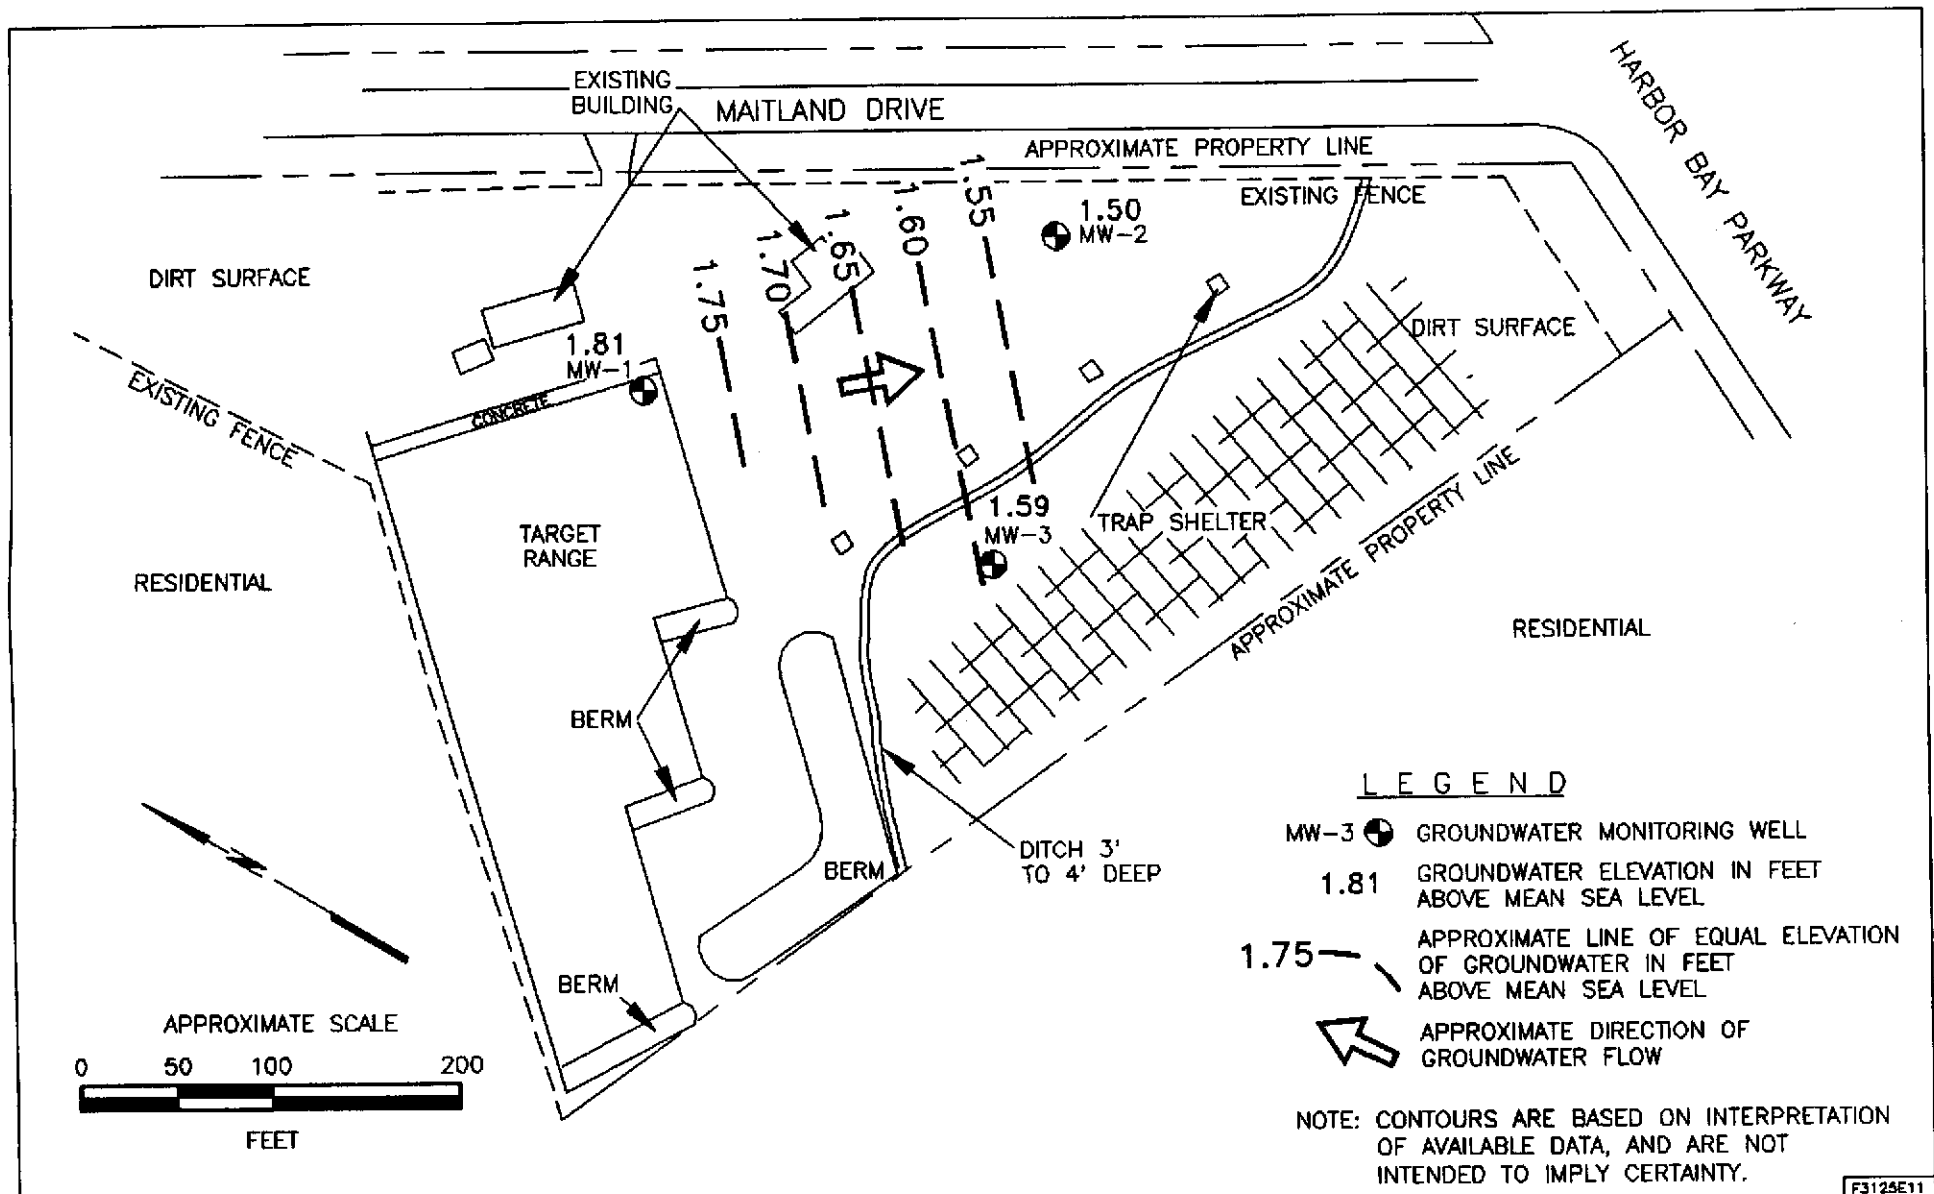 EXISTING
BUILDING
MAITLAND DRIVE
HARBOR BAY PARKWAY
APPROXIMATE PROPERTY LINE
EXISTING FENCE
1.55
1.60
1.65
1.70
1.75
1.50
MW-2
DIRT SURFACE
1.81
MW-1
DIRT SURFACE
EXISTING FENCE
CONCRETE
1.59
MW-3
TRAP SHELTER
TARGET
RANGE
RESIDENTIAL
APPROXIMATE PROPERTY LINE
RESIDENTIAL
BERM
BERM
DITCH 3'
TO 4' DEEP
BERM
APPROXIMATE SCALE
0 50 100 200
FEET
LEGEND
MW-3 GROUNDWATER MONITORING WELL
1.81 GROUNDWATER ELEVATION IN FEET
ABOVE MEAN SEA LEVEL
1.75 APPROXIMATE LINE OF EQUAL ELEVATION
OF GROUNDWATER IN FEET
ABOVE MEAN SEA LEVEL
APPROXIMATE DIRECTION OF
GROUNDWATER FLOW
NOTE: CONTOURS ARE BASED ON INTERPRETATION
OF AVAILABLE DATA, AND ARE NOT
INTENDED TO IMPLY CERTAINTY.
F3125E11